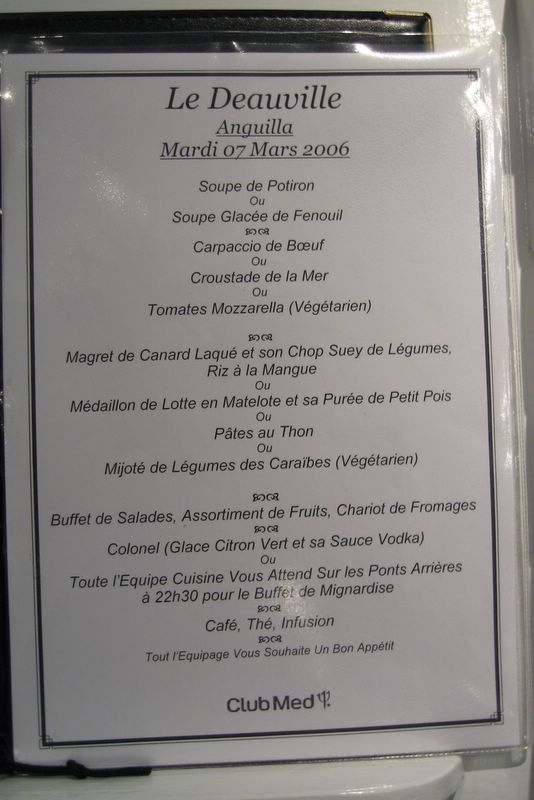 Le Deauville
Anguilla
Mardi 07 Mars 2006
Soupe de Potiron
Ou
Soupe Glacée de Fenouil
Carpaccio de Bœuf
Ou
Croustade de la Mer
Ou
Tomates Mozzarella (Végétarien)
Magret de Canard Laqué et son Chop Suey de Légumes,
Riz à la Mangue
Ou
Médaillon de Lotte en Matelote et sa Purée de Petit Pois
Ou
Pâtes au Thon
Ou
Mijoté de Légumes des Caraïbes (Végétarien)
Buffet de Salades, Assortiment de Fruits, Chariot de Fromages
Colonel (Glace Citron Vert et sa Sauce Vodka)
Ou
Toute l'Equipe Cuisine Vous Attend Sur les Ponts Arrières
à 22h30 pour le Buffet de Mignardise
Café, Thé, Infusion
Tout l'Equipage Vous Souhaite Un Bon Appétit
Club Med